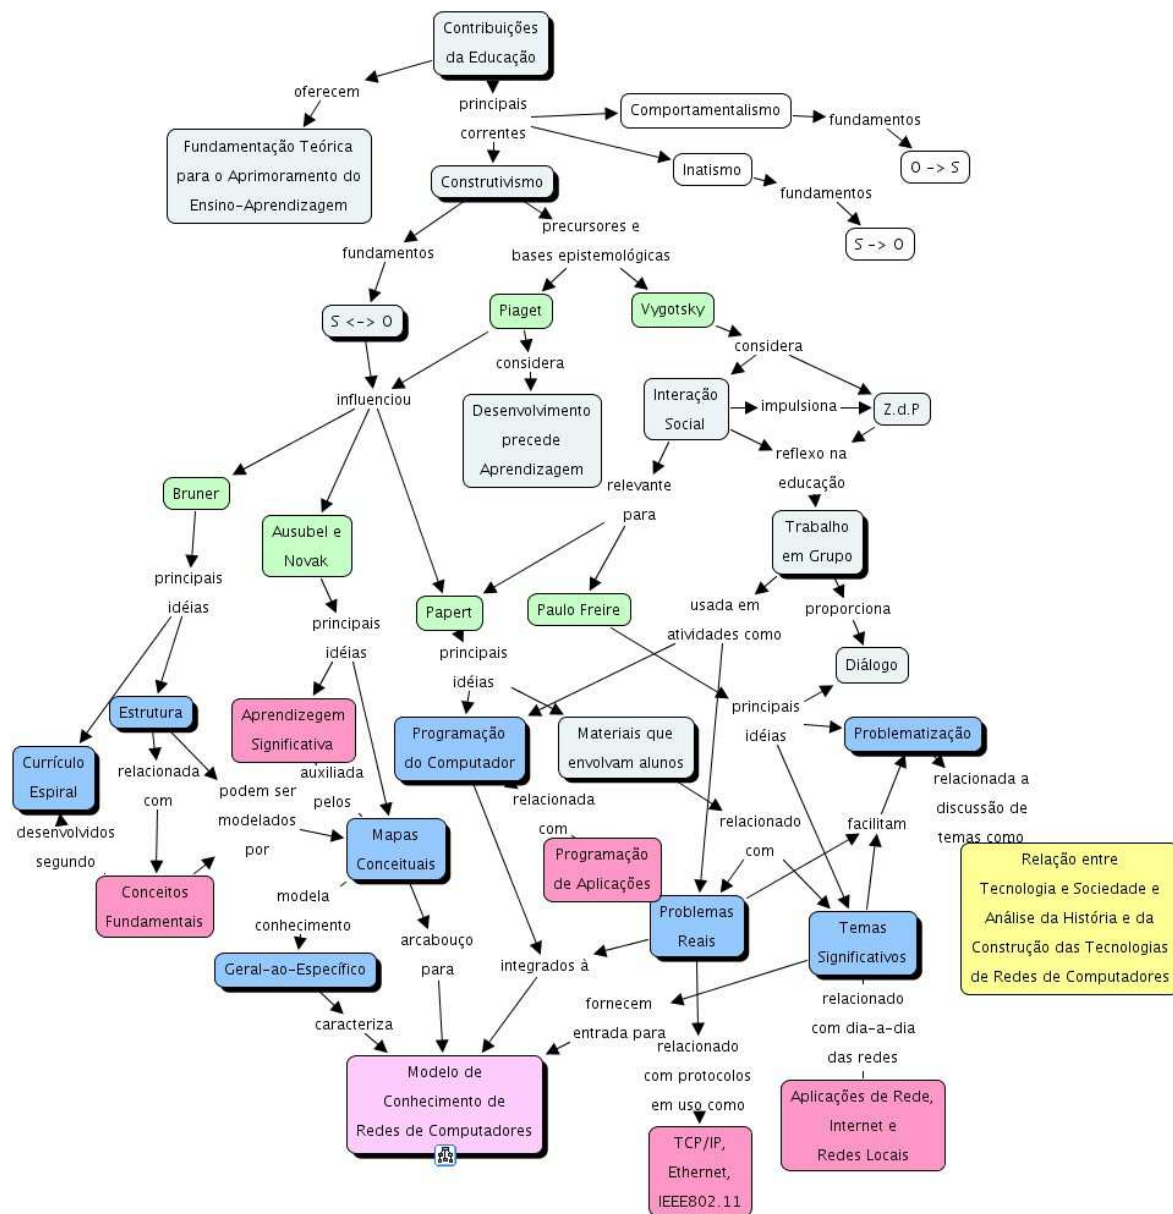 Contribuições
da Educação
oferecem
principais
correntes
Comportamentalismo
fundamentos
O -> S
Fundamentação Teórica
para o Aprimoramento do
Ensino-Aprendizagem
Construtivismo
Inatismo
fundamentos
S -> O
fundamentos
precursores e
bases epistemológicas
S <-> O
Piaget
Vygotsky
considera
considera
influenciou
Desenvolvimento
precede
Aprendizagem
Interação
Social
impulsiona
Z.d.P
reflexo na
educação
relevante
para
Bruner
Ausubel e
Novak
Trabalho
em Grupo
principais
idéias
principais
idéias
Papert
Paulo Freire
usada em
atividades como
proporciona
Diálogo
principais
idéias
principais
idéias
Estrutura
Aprendizegem
Significativa
Programação
do Computador
Materiais que
envolvam alunos
Problematização
Currículo
Espiral
relacionada
com
podem ser
modelados
por
auxiliada
pelos
relacionada
com
relacionado
com
facilitam
relacionada a
discussão de
temas como
desenvolvidos
segundo
Mapas
Conceituais
Conceitos
Fundamentais
Programação
de Aplicações
Relação entre
Tecnologia e Sociedade e
Análise da História e da
Construção das Tecnologias
de Redes de Computadores
modela
conhecimento
arcabouço
para
Problemas
Reais
Temas
Significativos
Geral-ao-Específico
integrados à
caracteriza
fornecem
entrada para
relacionado
com dia-a-dia
das redes
relacionado
com protocolos
em uso como
Modelo de
Conhecimento de
Redes de Computadores
Aplicações de Rede,
Internet e
Redes Locais
TCP/IP,
Ethernet,
IEEE802.11